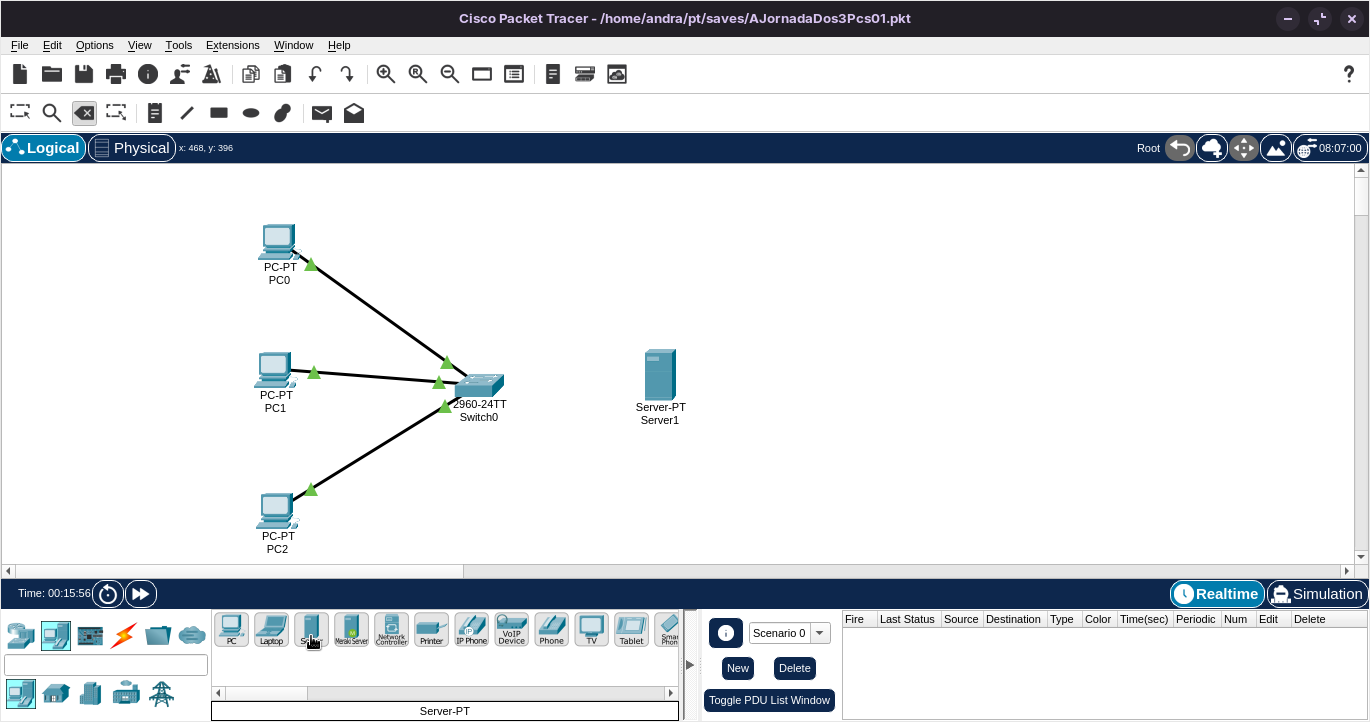 Cisco Packet Tracer - /home/andra/pt/saves/AJornadaDos3Pcs01.pkt
File Edit Options View Tools Extensions Window Help
?
Logical Physical x: 468, y: 396 Root 08:07:00
PC-PT
PC0
PC-PT
PC1
2960-24TT
Switch0
Server-PT
Server1
PC-PT
PC2
Time: 00:15:56 Realtime Simulation
PC Laptop Meraki Server Network Controller Printer IP Phone VoIP Device Phone TV Tablet Smart Phone
Server-PT
Scenario 0
New Delete
Toggle PDU List Window
Fire Last Status Source Destination Type Color Time(sec) Periodic Num Edit Delete